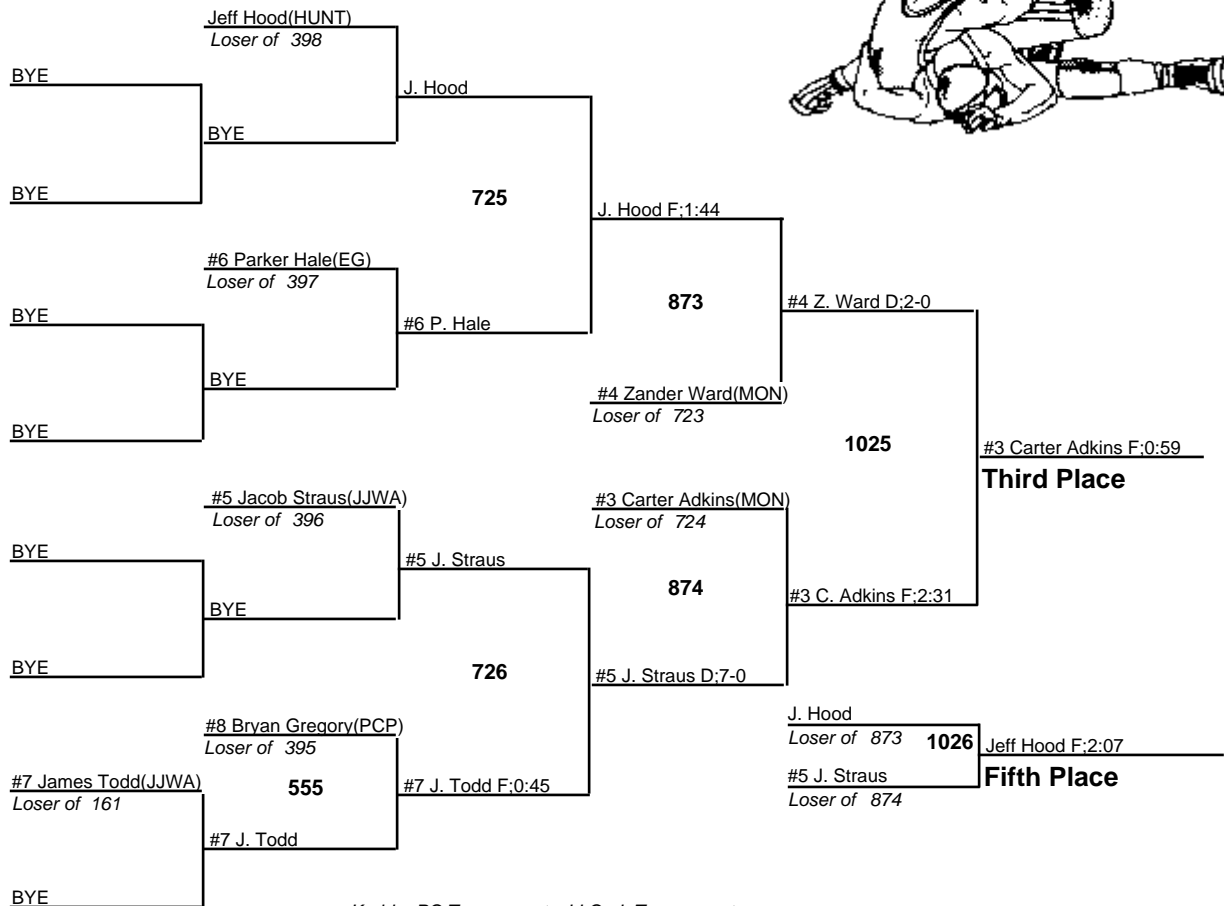 Jeff Hood(HUNT)
Loser of 398
BYE
J. Hood
BYE
BYE
725
J. Hood F;1:44
#6 Parker Hale(EG)
Loser of 397
873
#4 Z. Ward D;2-0
BYE
#6 P. Hale
BYE
#4 Zander Ward(MON)
Loser of 723
BYE
1025
#3 Carter Adkins F;0:59
Third Place
#5 Jacob Straus(JJWA)
Loser of 396
#3 Carter Adkins(MON)
Loser of 724
BYE
#5 J. Straus
874
#3 C. Adkins F;2:31
BYE
BYE
726
#5 J. Straus D;7-0
#8 Bryan Gregory(PCP)
Loser of 395
J. Hood
Loser of 873
1026
Jeff Hood F;2:07
Fifth Place
#7 James Todd(JJWA)
Loser of 161
555
#7 J. Todd F;0:45
#5 J. Straus
Loser of 874
#7 J. Todd
BYE